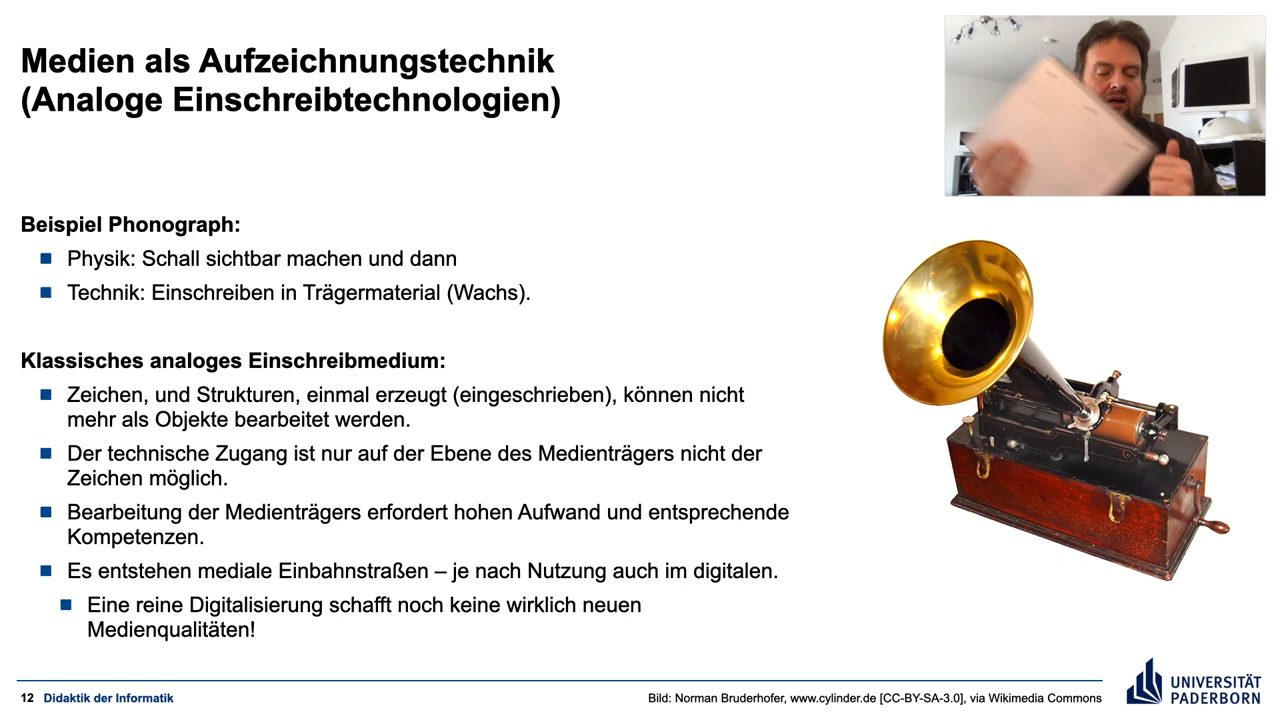 Medien als Aufzeichnungstechnik
(Analoge Einschreibtechnologien)
Beispiel Phonograph:
Physik: Schall sichtbar machen und dann
Technik: Einschreiben in Trägermaterial (Wachs).
Klassisches analoges Einschreibmedium:
Zeichen, und Strukturen, einmal erzeugt (eingeschrieben), können nicht
mehr als Objekte bearbeitet werden.
Der technische Zugang ist nur auf der Ebene des Medienträgers nicht der
Zeichen möglich.
Bearbeitung der Medienträgers erfordert hohen Aufwand und entsprechende
Kompetenzen.
Es entstehen mediale Einbahnstraßen – je nach Nutzung auch im digitalen.
Eine reine Digitalisierung schafft noch keine wirklich neuen
Medienqualitäten!
12 Didaktik der Informatik
Bild: Norman Bruderhofer, www.cylinder.de [CC-BY-SA-3.0], via Wikimedia Commons
UNIVERSITÄT
PADERBORN